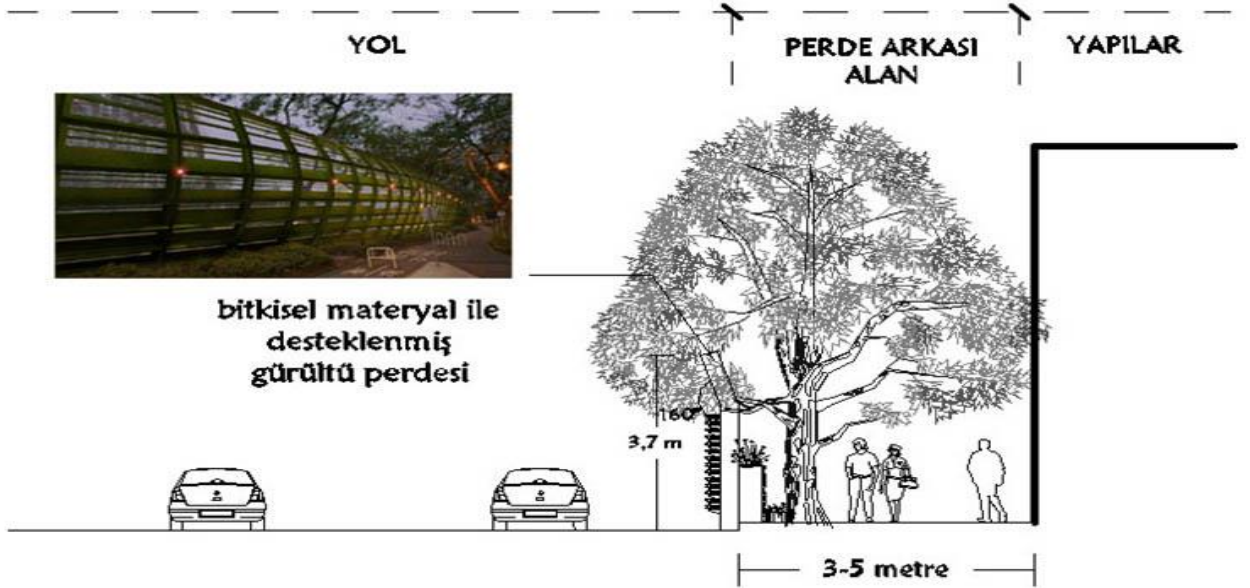 YOL
PERDE ARKASI
ALAN
YAPILAR
bitkisel materyal ile
desteklenmiş
gürültü perdesi
160°
3,7 m
3-5 metre